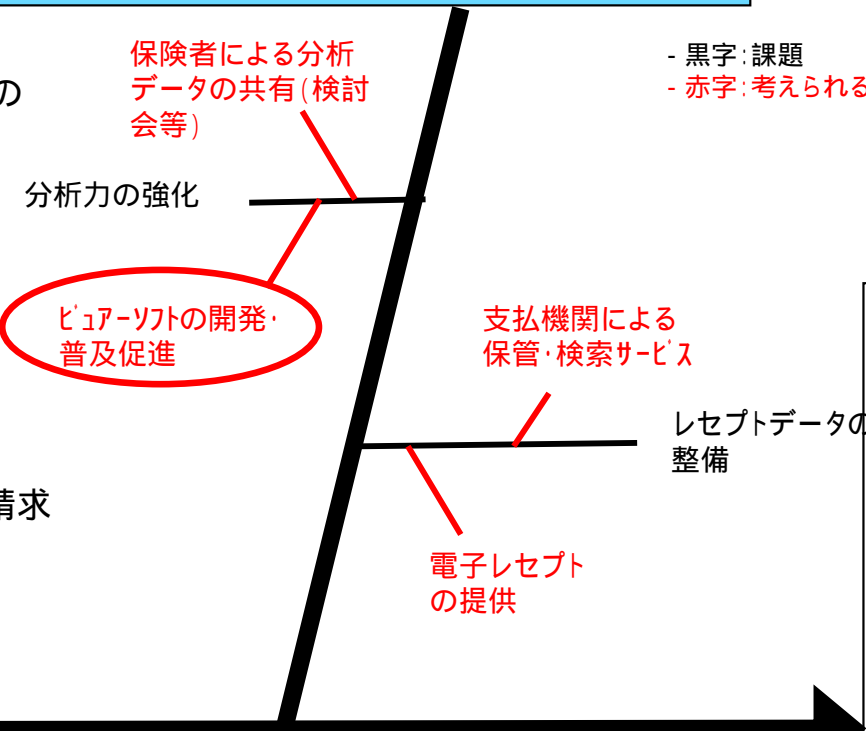 保険者による分析
データの共有(検討
会等)
- 黒字:課題
- 赤字:考えられる
の
分析力の強化
ﾋﾞｭｱｰｿﾌﾄの開発・
普及促進
支払機関による
保管・検索ｻｰﾋﾞｽ
レセプトデータの
整備
請求
電子レセプト
の提供